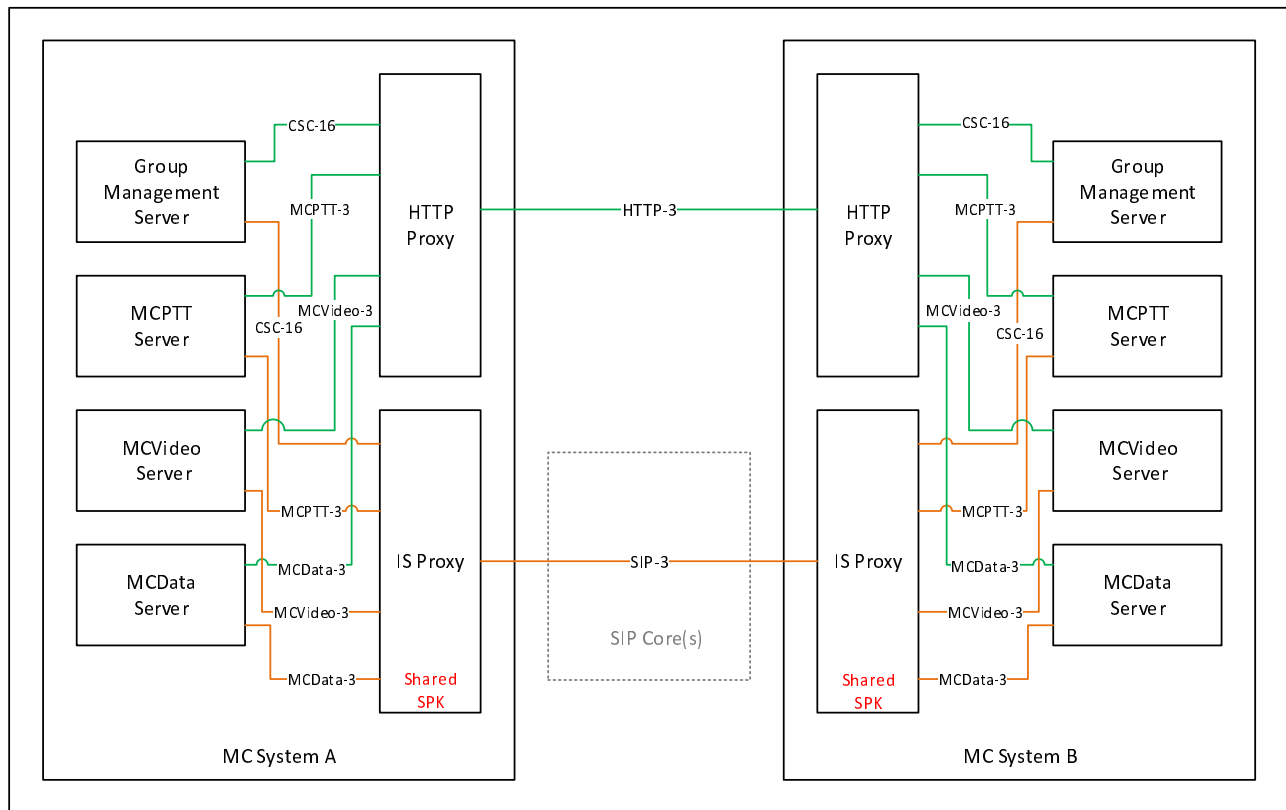 CSC-16
Group
Management
Server
MCPTT-3
HTTP
Proxy
MCPTT
Server
MCVideo-3
CSC-16
MCVideo
Server
MCPTT-3
IS Proxy
MCData
Server
MCData-3
MCVideo-3
MCData-3
Shared
SPK
MC System A
HTTP-3
SIP-3
SIP Core(s)
CSC-16
Group
Management
Server
MCPTT-3
HTTP
Proxy
MCPTT
Server
MCVideo-3
CSC-16
MCVideo
Server
MCPTT-3
IS Proxy
MCData-3
MCData
Server
MCVideo-3
MCData-3
Shared
SPK
MC System B